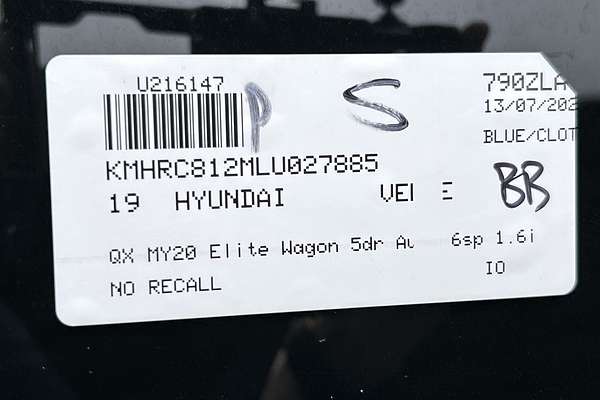 U216147
P S
790ZLA
13/07/202
KMHRC812MLU027885
BLUE/CLOT
19 HYUNDAI
BB
QX MY20 Elite Wagon 5dr Au 6sp 1.6i
NO RECALL
IO